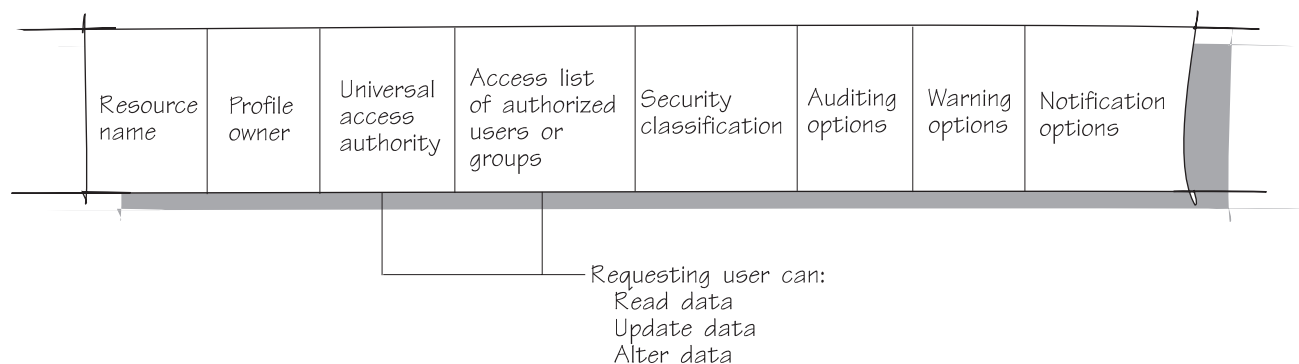 Resource
name
Profile
owner
Universal
access
authority
Access list
of authorized
users or
groups
Security
classification
Auditing
options
Warning
options
Notification
options
Requesting user can:
Read data
Update data
Alter data